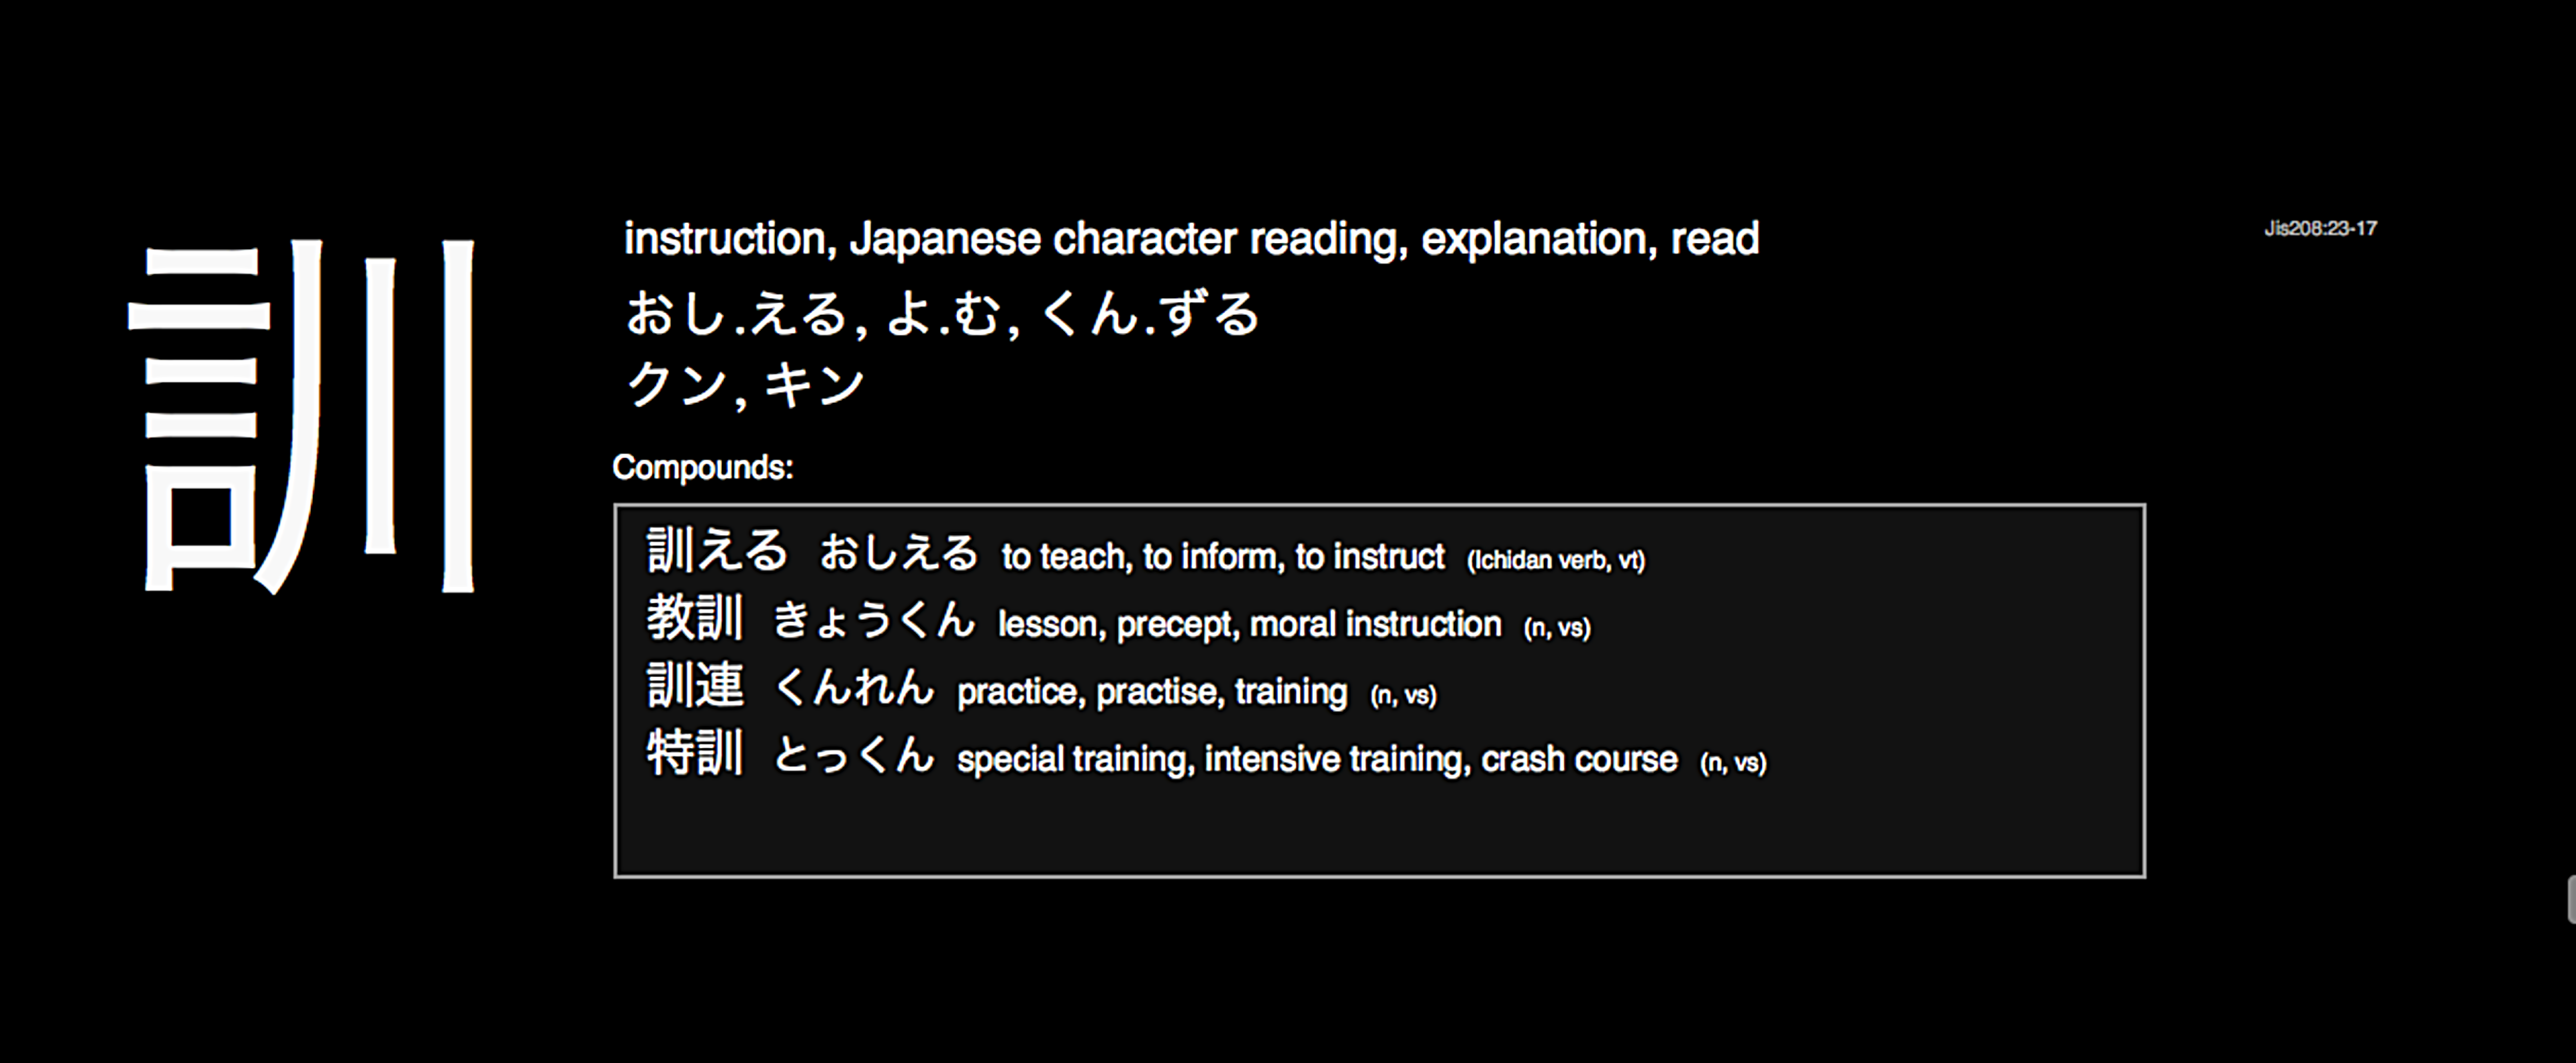 訓
instruction, Japanese character reading, explanation, read
Jis208:23-17
おし.える, よ.む, くん.ずる
クン, キン
Compounds:
訓える おしえる to teach, to inform, to instruct (Ichidan verb, vt)
教訓 きょうくん lesson, precept, moral instruction (n, vs)
訓連 くんれん practice, practise, training (n, vs)
特訓 とっくん special training, intensive training, crash course (n, vs)